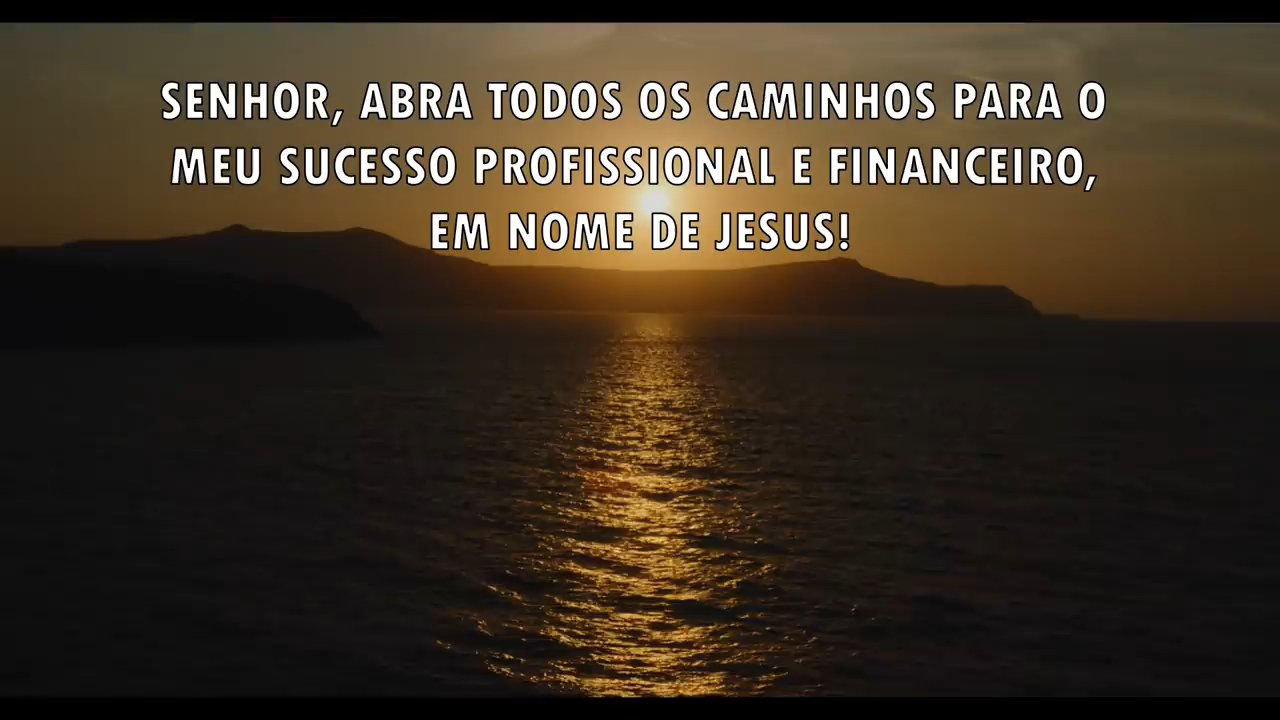 SENHOR, ABRA TODOS OS CAMINHOS PARA O
MEU SUCESSO PROFISSIONAL E FINANCEIRO,
EM NOME DE JESUS!